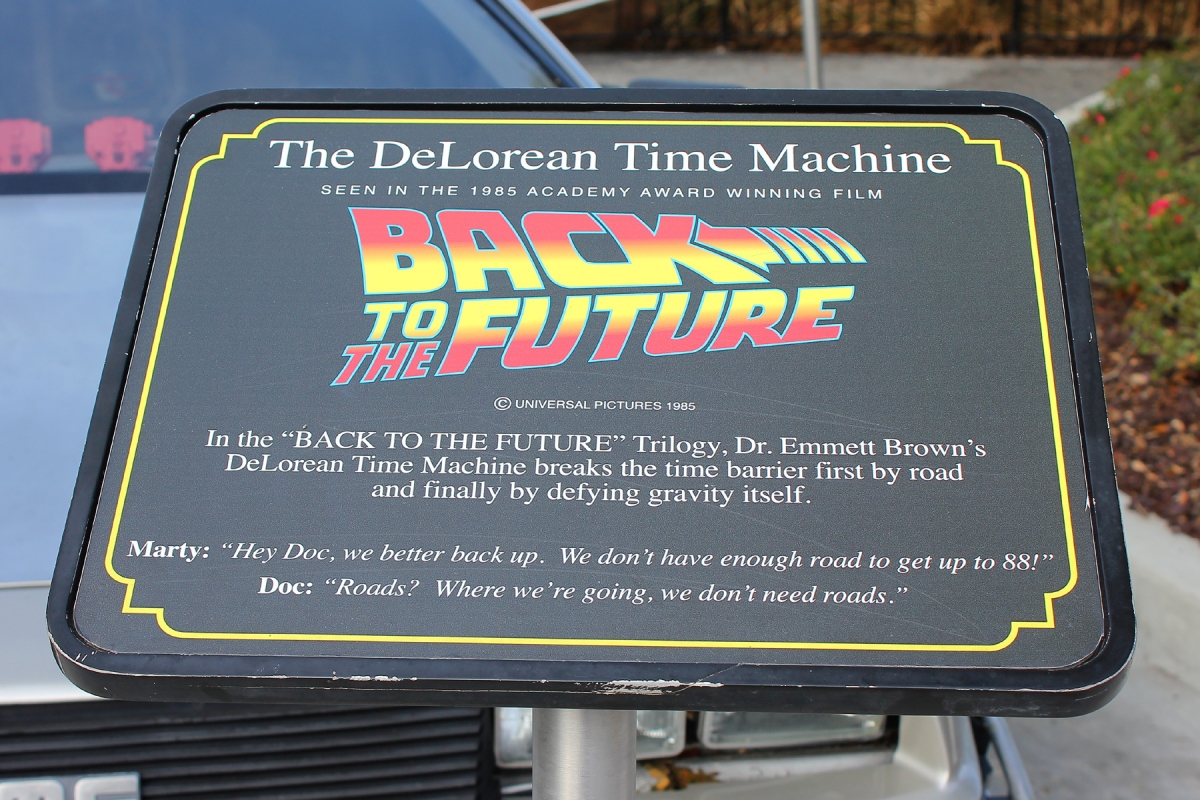 The DeLorean Time Machine
SEEN IN THE 1985 ACADEMY AWARD WINNING FILM
BACK
TO
THE FUTURE
© UNIVERSAL PICTURES 1985
In the “BACK TO THE FUTURE” Trilogy, Dr. Emmett Brown’s
DeLorean Time Machine breaks the time barrier first by road
and finally by defying gravity itself.
Marty: “Hey Doc, we better back up. We don’t have enough road to get up to 88!”
Doc: “Roads? Where we’re going, we don’t need roads.”